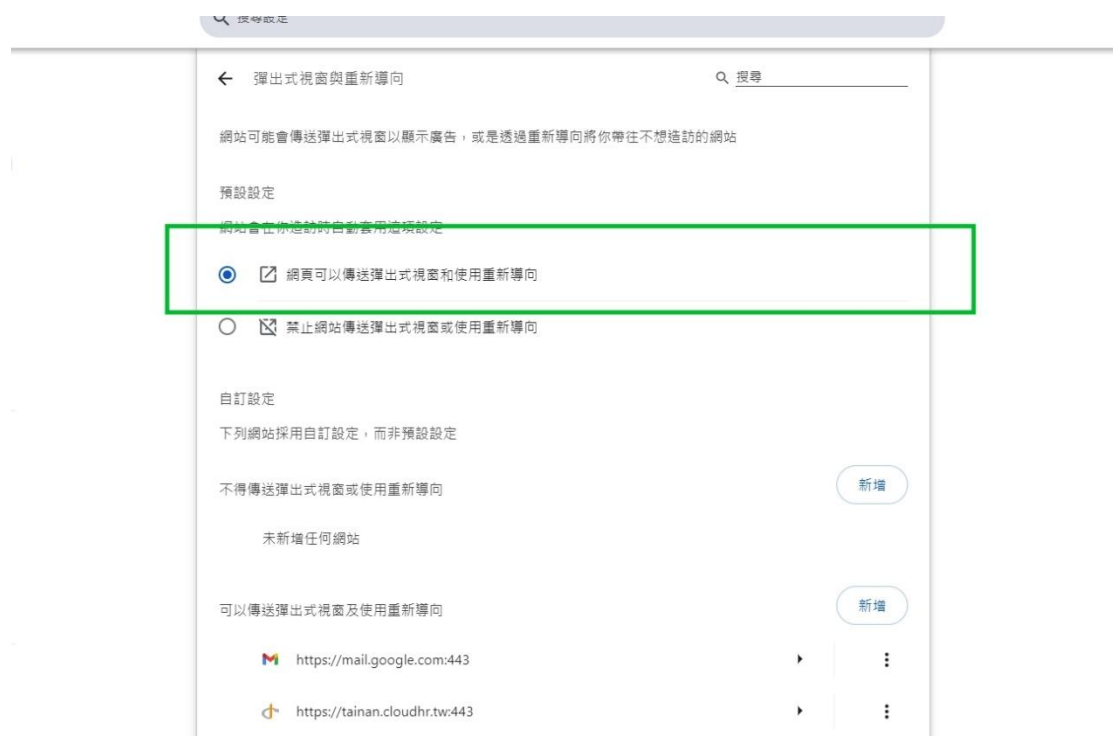 搜尋設定
彈出式視窗與重新導向
搜尋
網站可能會傳送彈出式視窗以顯示廣告，或是透過重新導向將你帶往不想造訪的網站
預設設定
網站會在你造訪時自動套用這項設定
網頁可以傳送彈出式視窗和使用重新導向
禁止網站傳送彈出式視窗或使用重新導向
自訂設定
下列網站採用自訂設定，而非預設設定
不得傳送彈出式視窗或使用重新導向
新增
未新增任何網站
可以傳送彈出式視窗及使用重新導向
新增
https://mail.google.com:443
https://tainan.cloudhr.tw:443